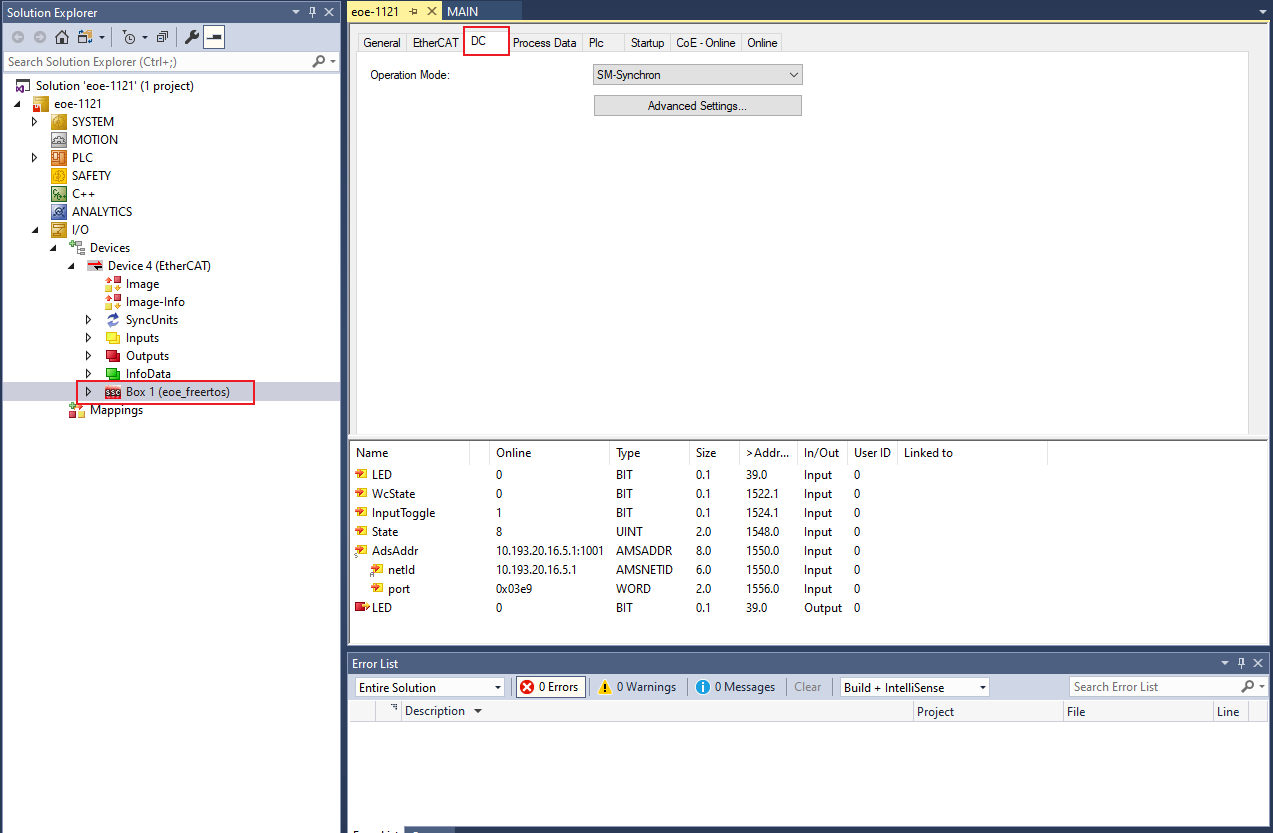 Solution Explorer
Search Solution Explorer (Ctrl+;)
Solution 'eoe-1121' (1 project)
eoe-1121
SYSTEM
MOTION
PLC
SAFETY
C++
ANALYTICS
I/O
Devices
Device 4 (EtherCAT)
Image
Image-Info
SyncUnits
Inputs
Outputs
InfoData
Box 1 (eoe_freertos)
Mappings
eoe-1121 MAIN
General EtherCAT DC Process Data Plc Startup CoE - Online Online
Operation Mode: SM-Synchron
Advanced Settings...
Name Online Type Size >Addr... In/Out User ID Linked to
LED 0 BIT 0.1 39.0 Input 0
WcState 0 BIT 0.1 1522.1 Input 0
InputToggle 1 BIT 0.1 1524.1 Input 0
State 8 UINT 2.0 1548.0 Input 0
AdsAddr 10.193.20.16.5.1:1001 AMSADDR 8.0 1550.0 Input 0
netId 10.193.20.16.5.1 AMSNETID 6.0 1550.0 Input 0
port 0x03e9 WORD 2.0 1556.0 Input 0
LED 0 BIT 0.1 39.0 Output 0
Error List
Entire Solution 0 Errors 0 Warnings 0 Messages Clear Build + IntelliSense Search Error List
Description Project File Line